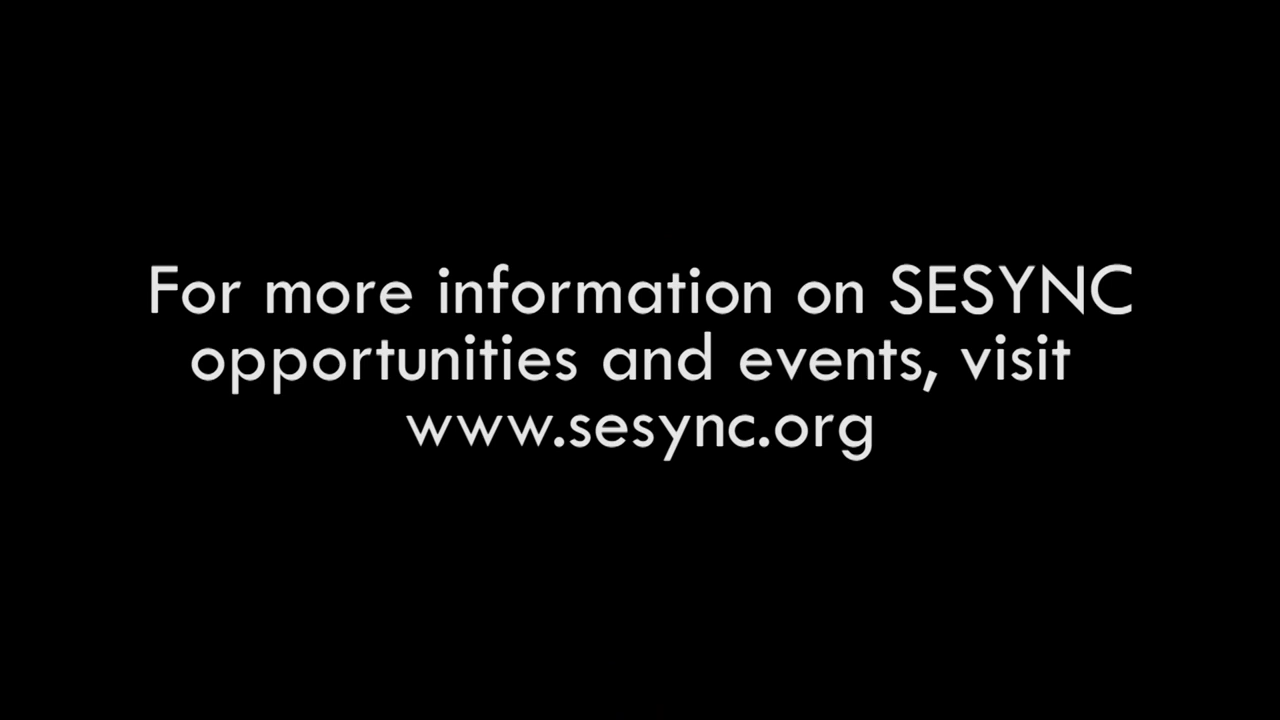 For more information on SESYNC
opportunities and events, visit
www.sesync.org